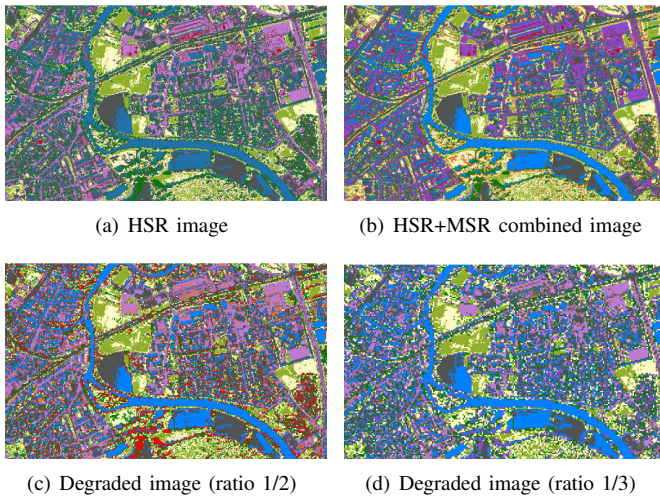 (a) HSR image
(b) HSR+MSR combined image
(c) Degraded image (ratio 1/2)
(d) Degraded image (ratio 1/3)